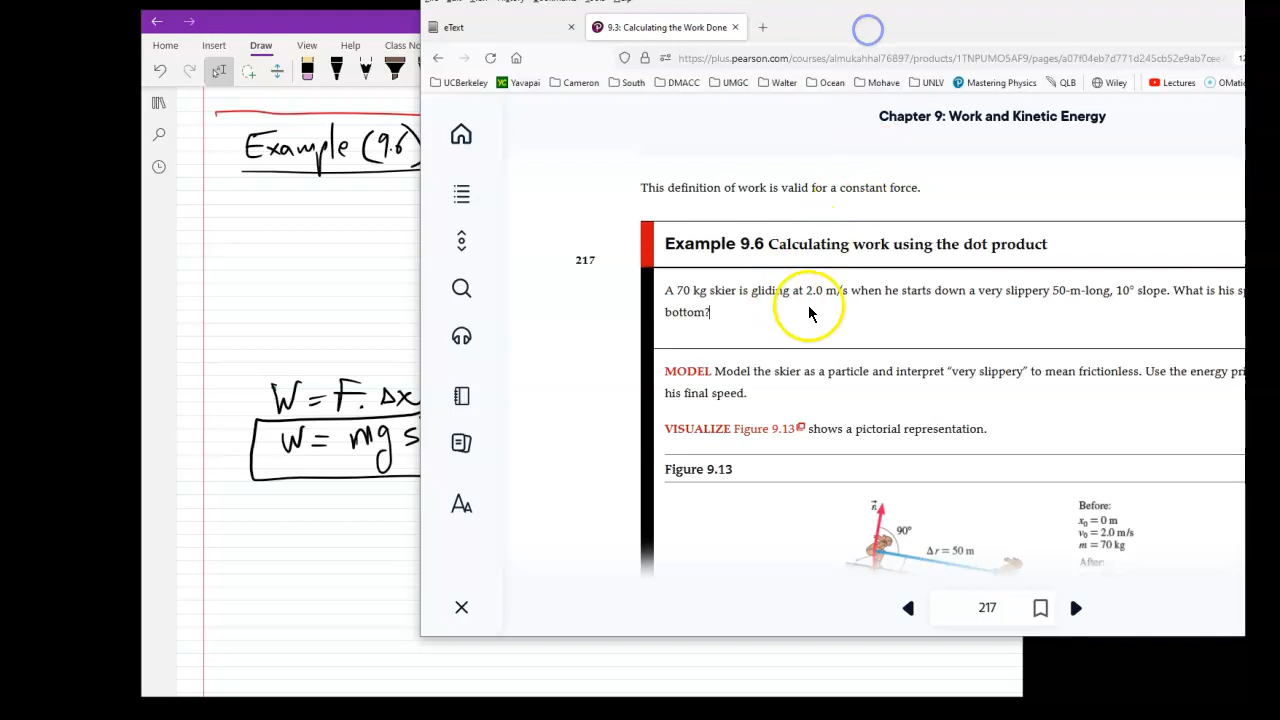 eText
9.3: Calculating the Work Done
https://plus.pearson.com/courses/almukahhal76897/products/1TNPUMO5AF9/pages/a07f04eb7d771d245cb52e9ab7cee
Home Insert Draw View Help Class No
UCBerkeley Yavapai Cameron South DMACC UMGC Walter Ocean Mohave UNLV Mastering Physics QLB Wiley Lectures OMatic
Chapter 9: Work and Kinetic Energy
Example (9.6)
This definition of work is valid for a constant force.
217
Example 9.6 Calculating work using the dot product
A 70 kg skier is gliding at 2.0 m/s when he starts down a very slippery 50-m-long, 10° slope. What is his sp
bottom?
MODEL Model the skier as a particle and interpret “very slippery” to mean frictionless. Use the energy pri
his final speed.
VISUALIZE Figure 9.13 shows a pictorial representation.
Figure 9.13
W = F. Δx
W = mg s
n
90°
Δr = 50 m
Before:
x0 = 0 m
v0 = 2.0 m/s
m = 70 kg
After:
217